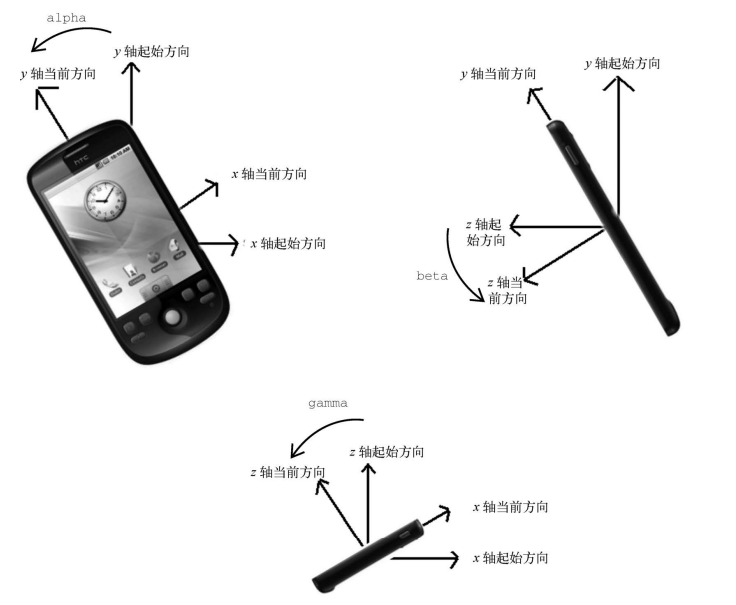 alpha
y 轴起始方向
y 轴当前方向
htc
10:10 AM
x 轴当前方向
x 轴起始方向
y 轴起始方向
y 轴当前方向
z 轴起
始方向
beta
z 轴当
前方向
gamma
z 轴起始方向
z 轴当前方向
x 轴当前方向
x 轴起始方向